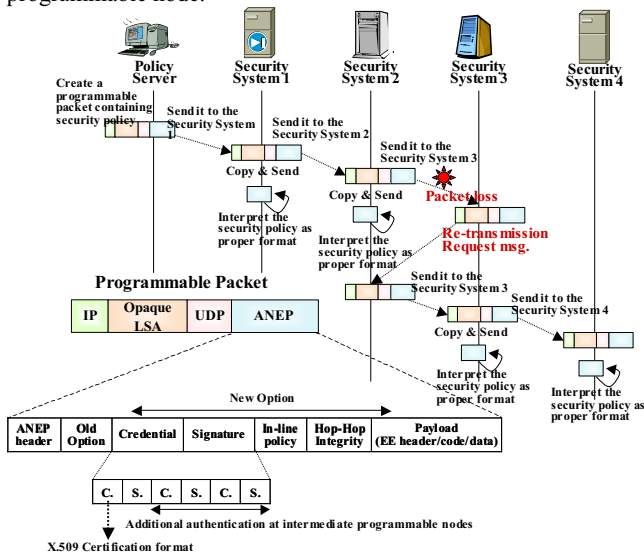 programmable node.
Policy
Server
Security
System 1
Security
System 2
Security
System 3
Security
System 4
Create a
programmable
packet containing
security policy
Send it to the
Security System
1
Send it to the
Security System 2
Send it to the
Security System 3
Packet loss
Copy & Send
Copy & Send
Interpret the
security policy as
proper format
Interpret the
security policy as
proper format
Re-transmission
Request msg.
Send it to the
Security System 3
Send it to the
Security System 4
Copy & Send
Interpret the
security policy as
proper format
Interpret the
security policy as
proper format
Programmable Packet
IP
Opaque
LSA
UDP
ANEP
New Option
ANEP
header
Old
Option
Credential
Signature
In-line
policy
Hop-Hop
Integrity
Payload
(EE header/code/data)
C.
S.
C.
S.
C.
S.
Additional authentication at intermediate programmable nodes
X.509 Certification format